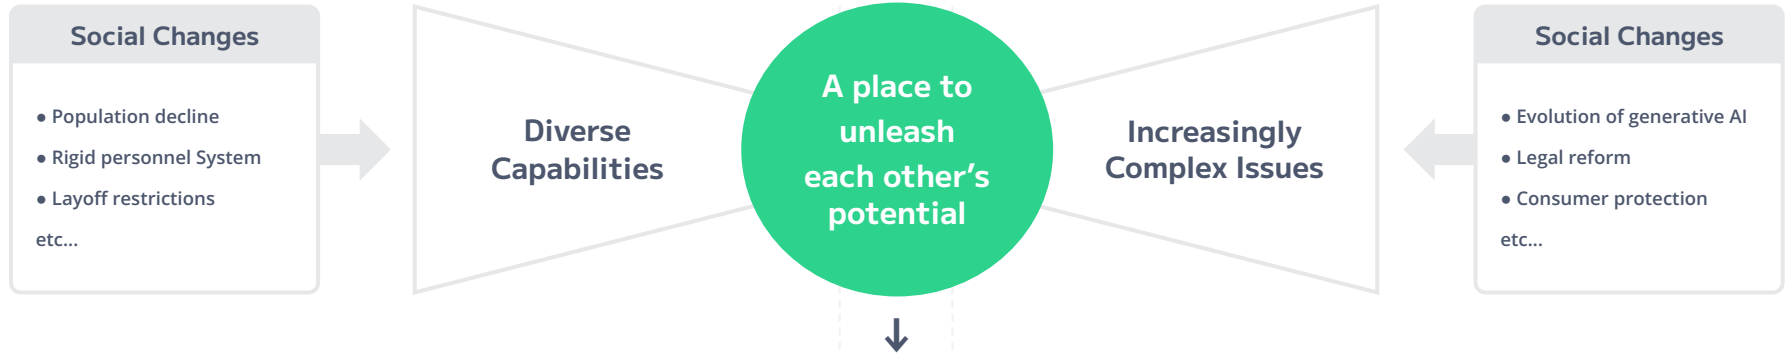 Social Changes
● Population decline
● Rigid personnel System
● Layoff restrictions
etc...
Diverse
Capabilities
A place to
unleash
each other’s
potential
Increasingly
Complex Issues
Social Changes
● Evolution of generative AI
● Legal reform
● Consumer protection
etc...